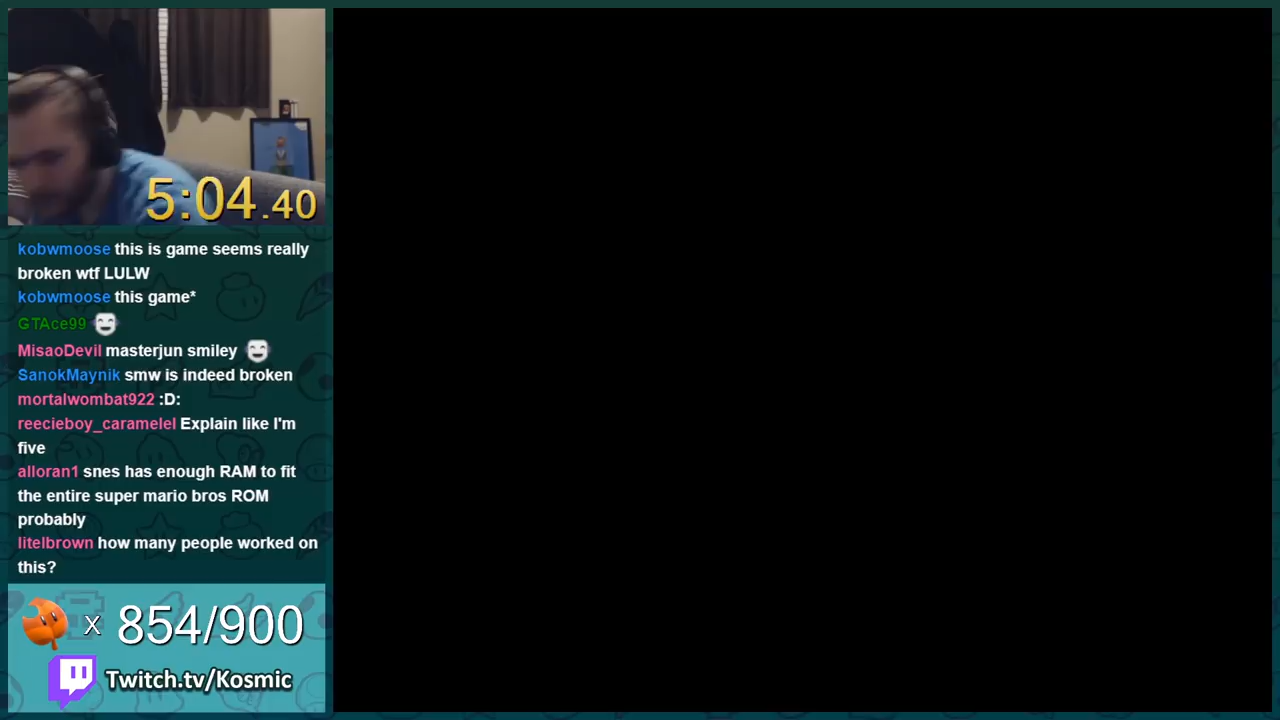 5:04.40
kobwmoose this is game seems really
broken wtf LULW
kobwmoose this game*
GTAce99
MisaoDevil masterjun smiley
SanokMaynik smw is indeed broken
mortalwombat922 :D:
reecieboy_caramelel Explain like I'm
five
alloran1 snes has enough RAM to fit
the entire super mario bros ROM
probably
litelbrown how many people worked on
this?
x 854/900
Twitch.tv/Kosmic